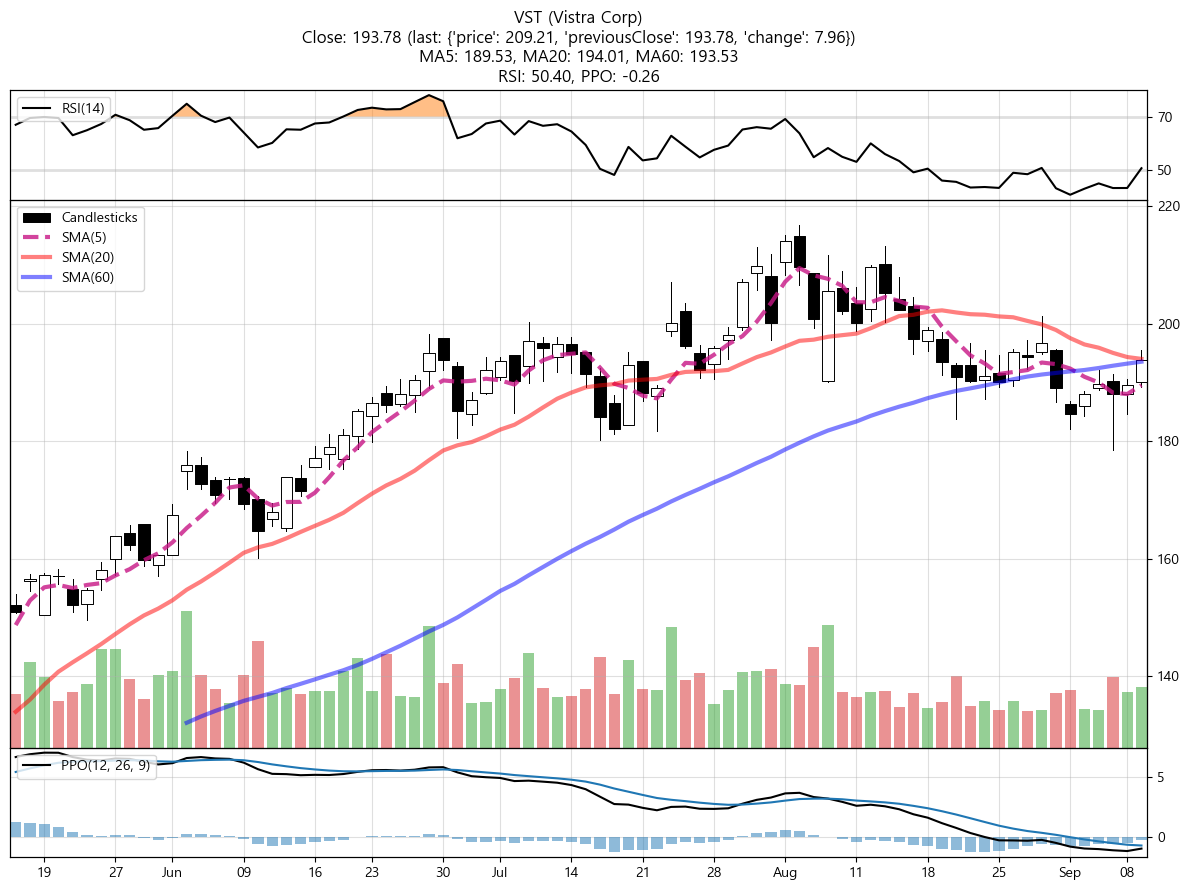 VST (Vistra Corp)
Close: 193.78 (last: {'price': 209.21, 'previousClose': 193.78, 'change': 7.96})
MA5: 189.53, MA20: 194.01, MA60: 193.53
RSI: 50.40, PPO: -0.26
RSI(14)
70
50
Candlesticks
SMA(5)
SMA(20)
SMA(60)
220
200
180
160
140
PPO(12, 26, 9)
5
0
19 27 Jun 09 16 23 30 Jul 14 21 28 Aug 11 18 25 Sep 08